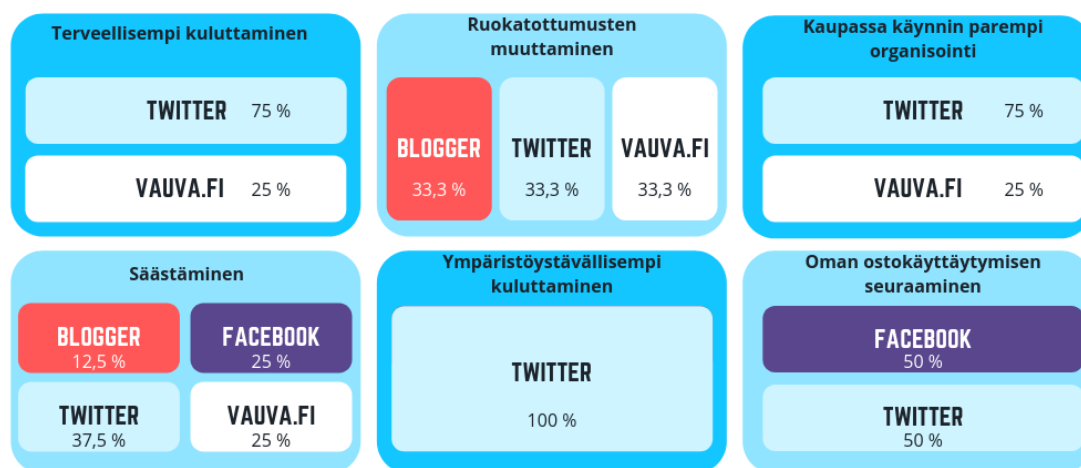 Terveellisempi kuluttaminen
TWITTER 75 %
VAUVA.FI 25 %
Ruokatottumusten
muuttaminen
BLOGGER
33,3 %
TWITTER
33,3 %
VAUVA.FI
33,3 %
Kaupassa käynnin parempi
organisointi
TWITTER 75 %
VAUVA.FI 25 %
Säästäminen
BLOGGER
12,5 %
FACEBOOK
25 %
TWITTER
37,5 %
VAUVA.FI
25 %
Ympäristöystävällisempi
kuluttaminen
TWITTER
100 %
Oman ostokäyttäytymisen
seuraaminen
FACEBOOK
50 %
TWITTER
50 %